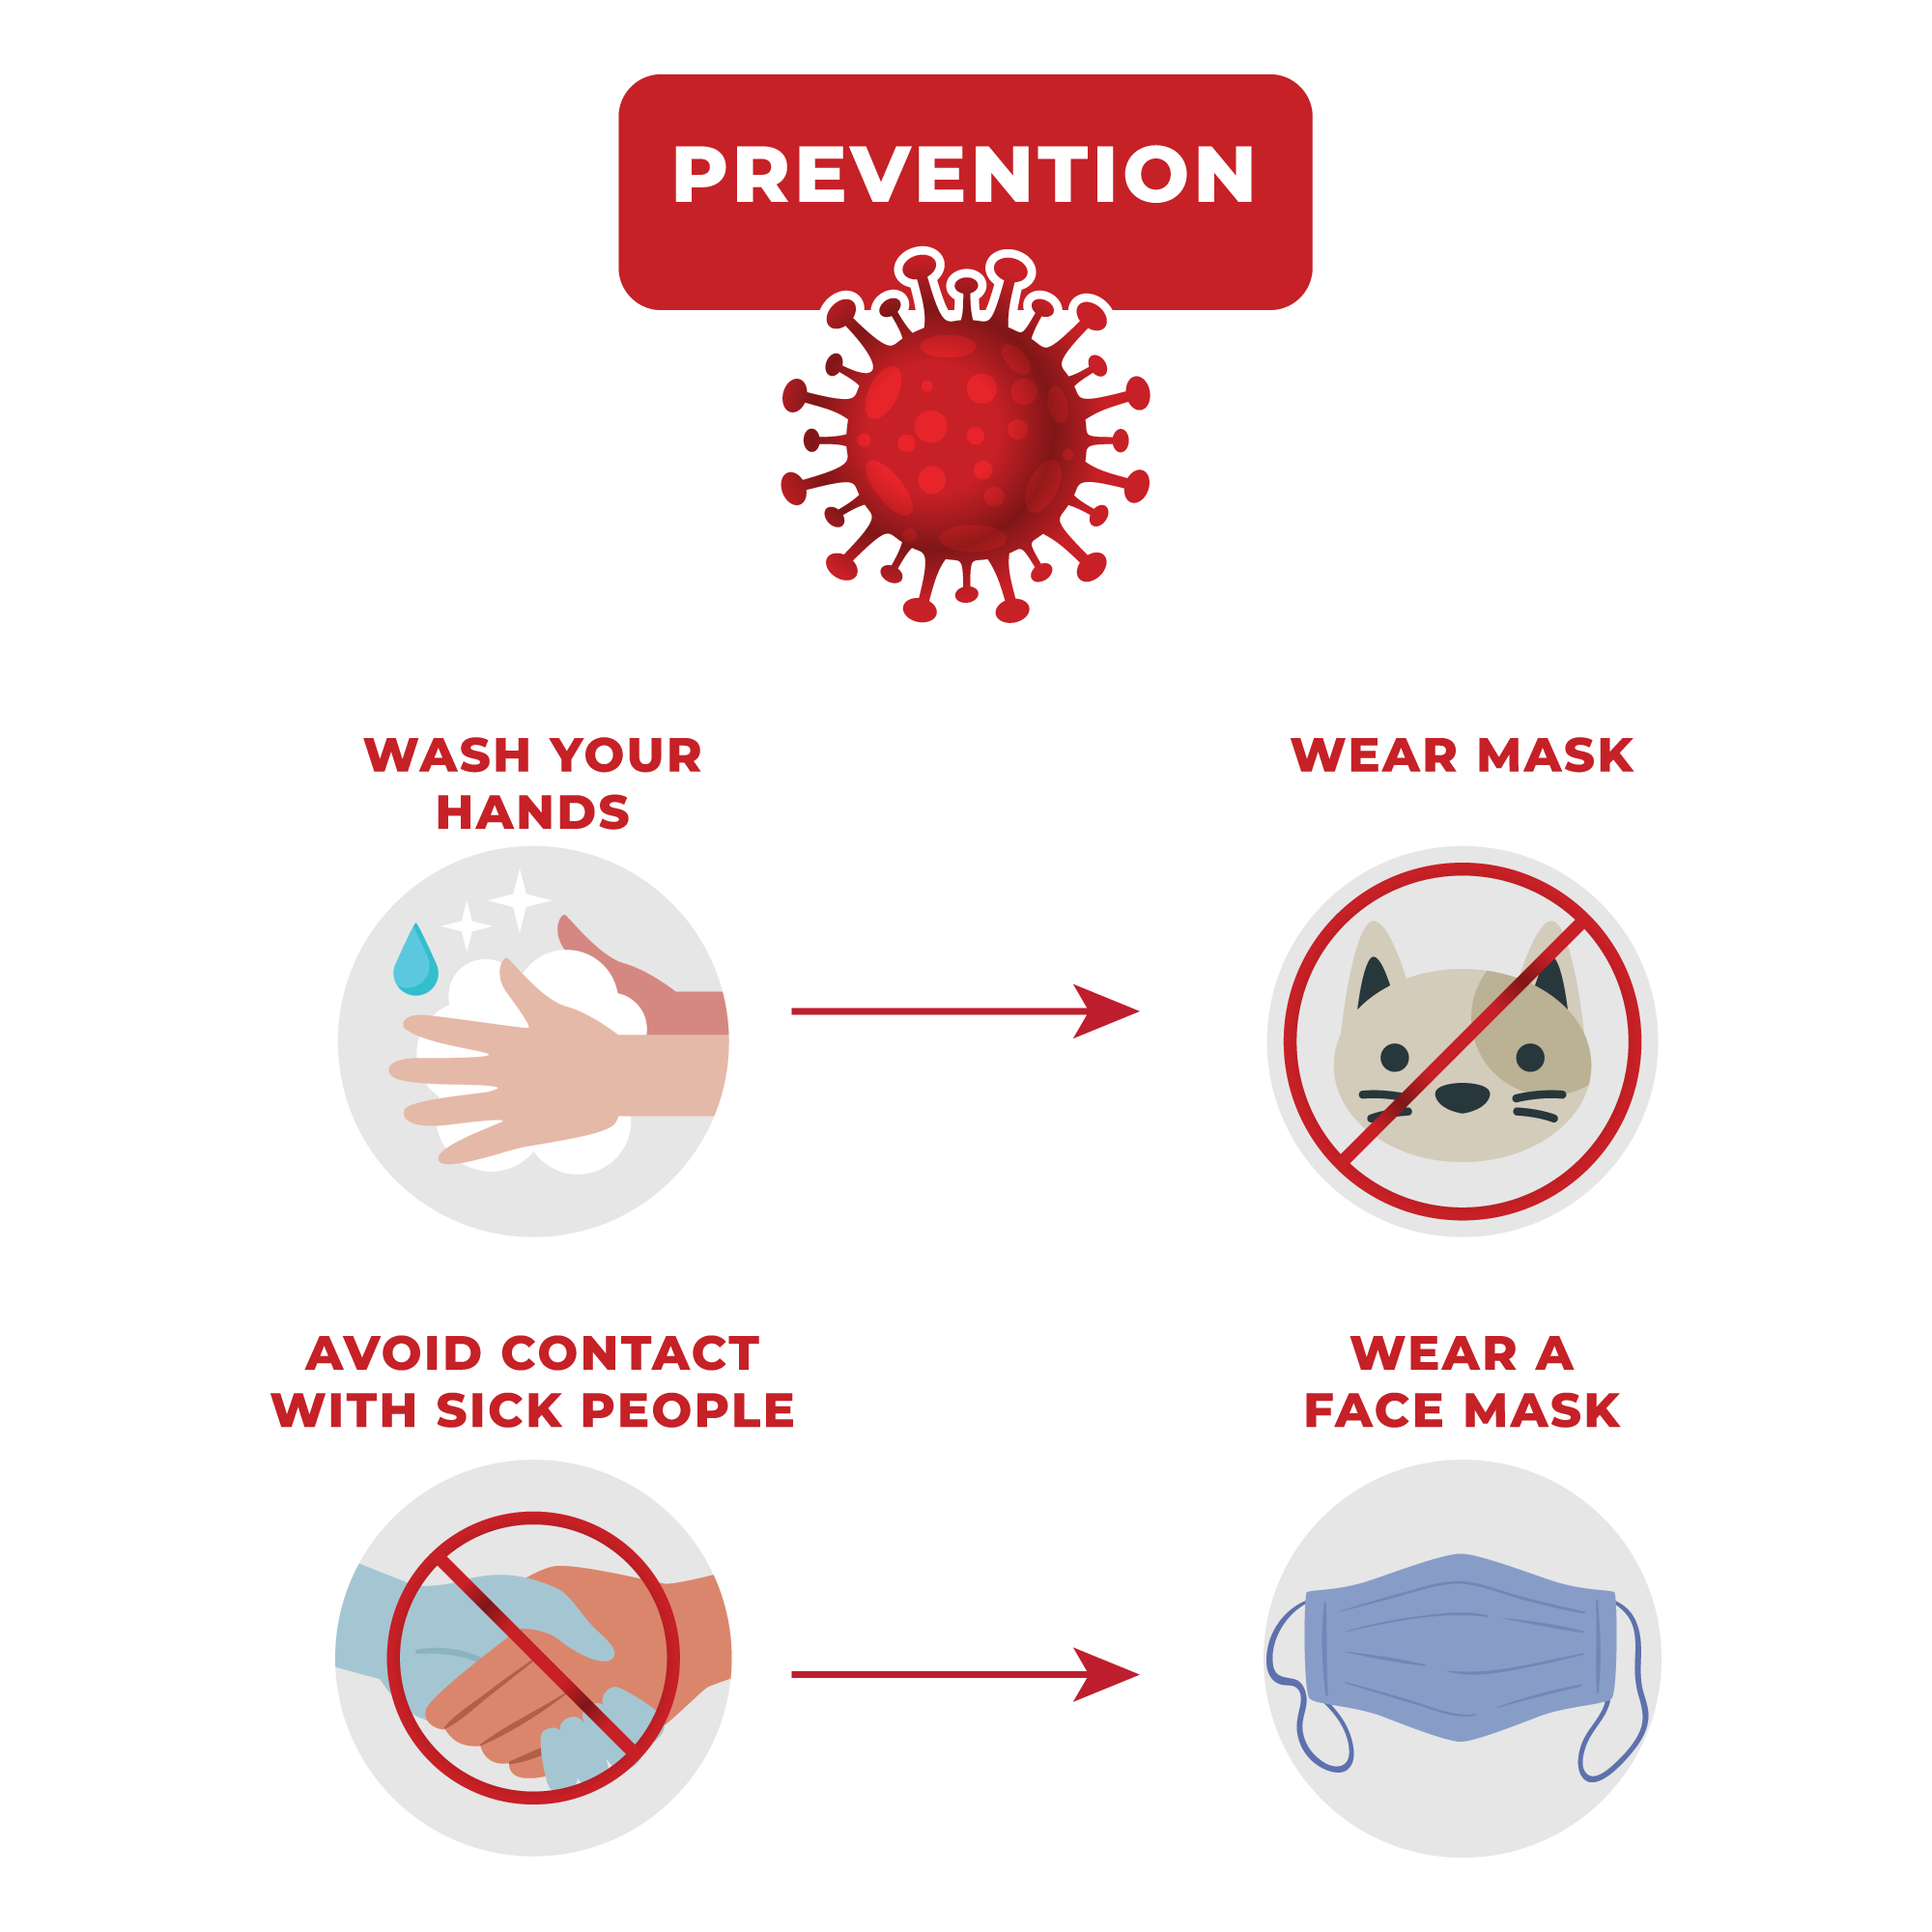 PREVENTION
WASH YOUR
HANDS
WEAR MASK
AVOID CONTACT
WITH SICK PEOPLE
WEAR A
FACE MASK